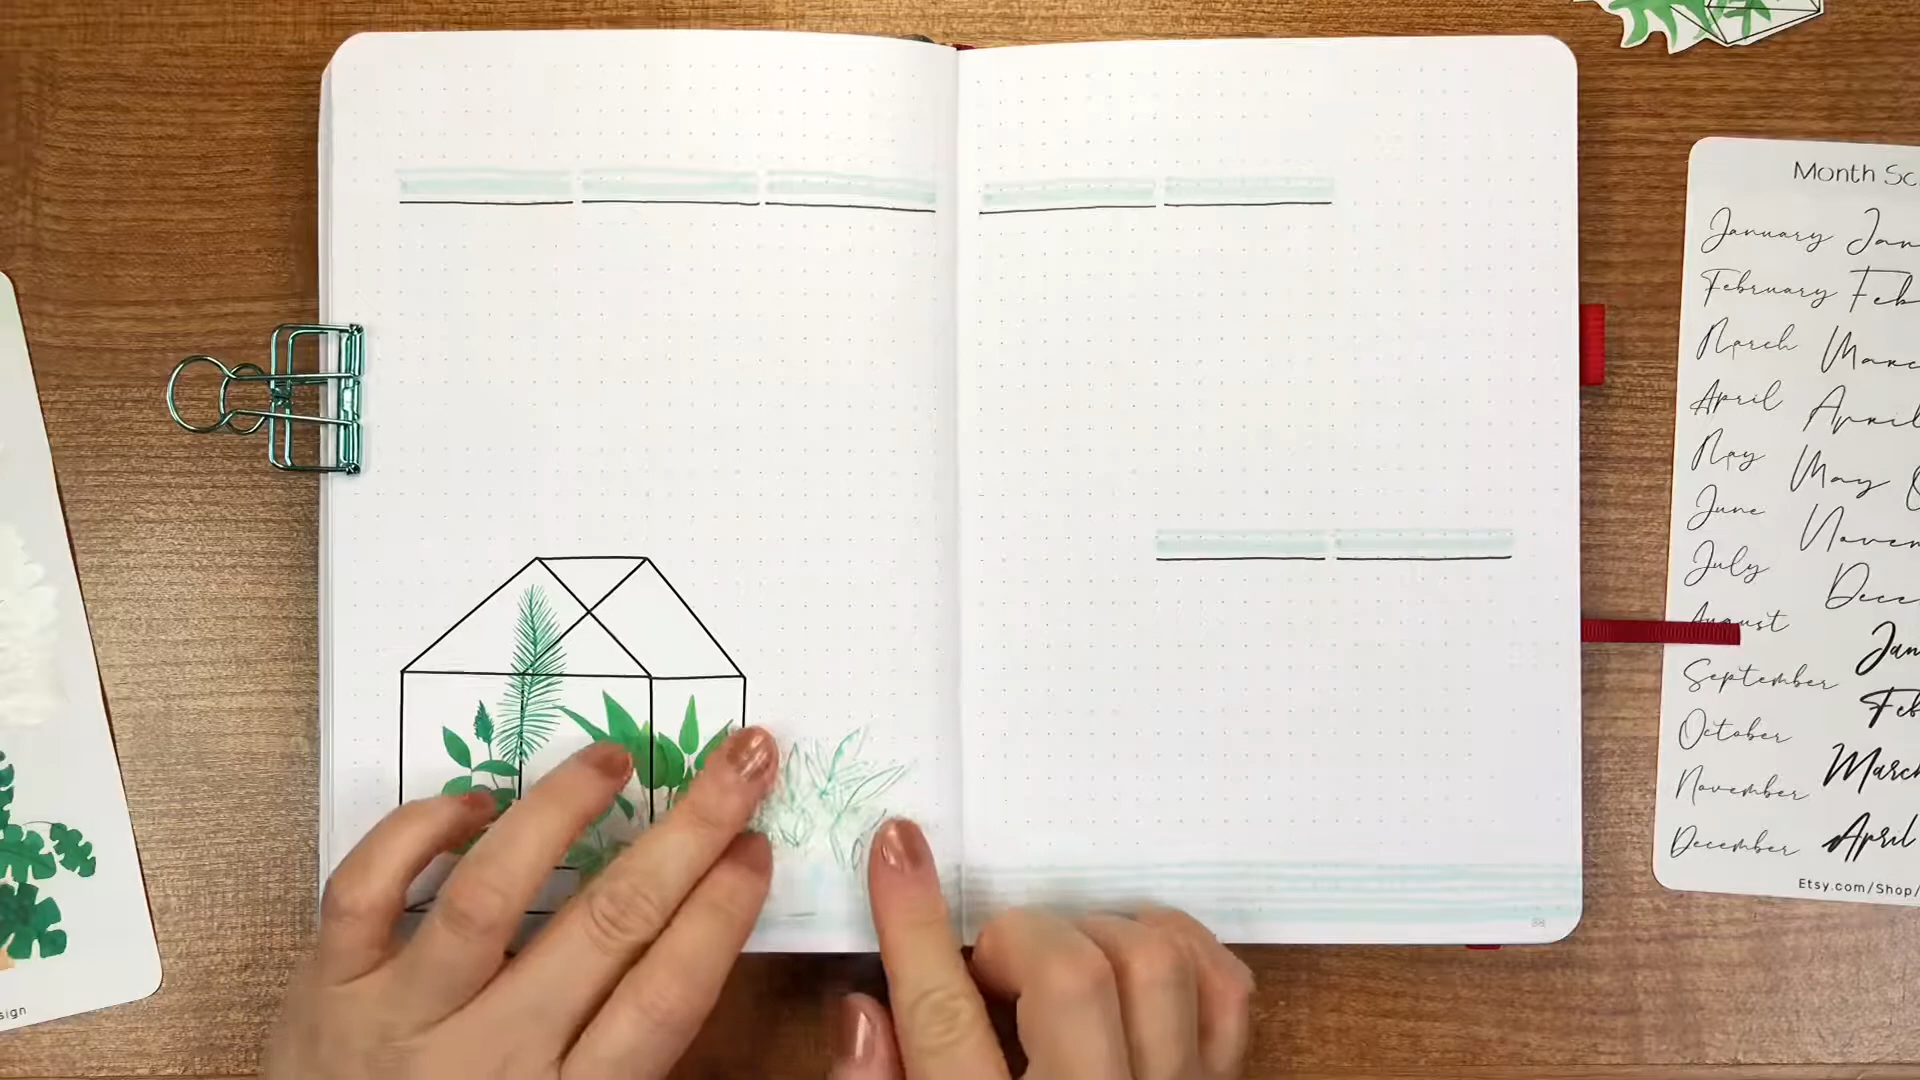 Month Sc
January Jan
February Feb
March Marc
April April
May May
June
July Novem
August Dece
September Jan
October Feb
November March
December April
Etsy.com/Shop/
sign